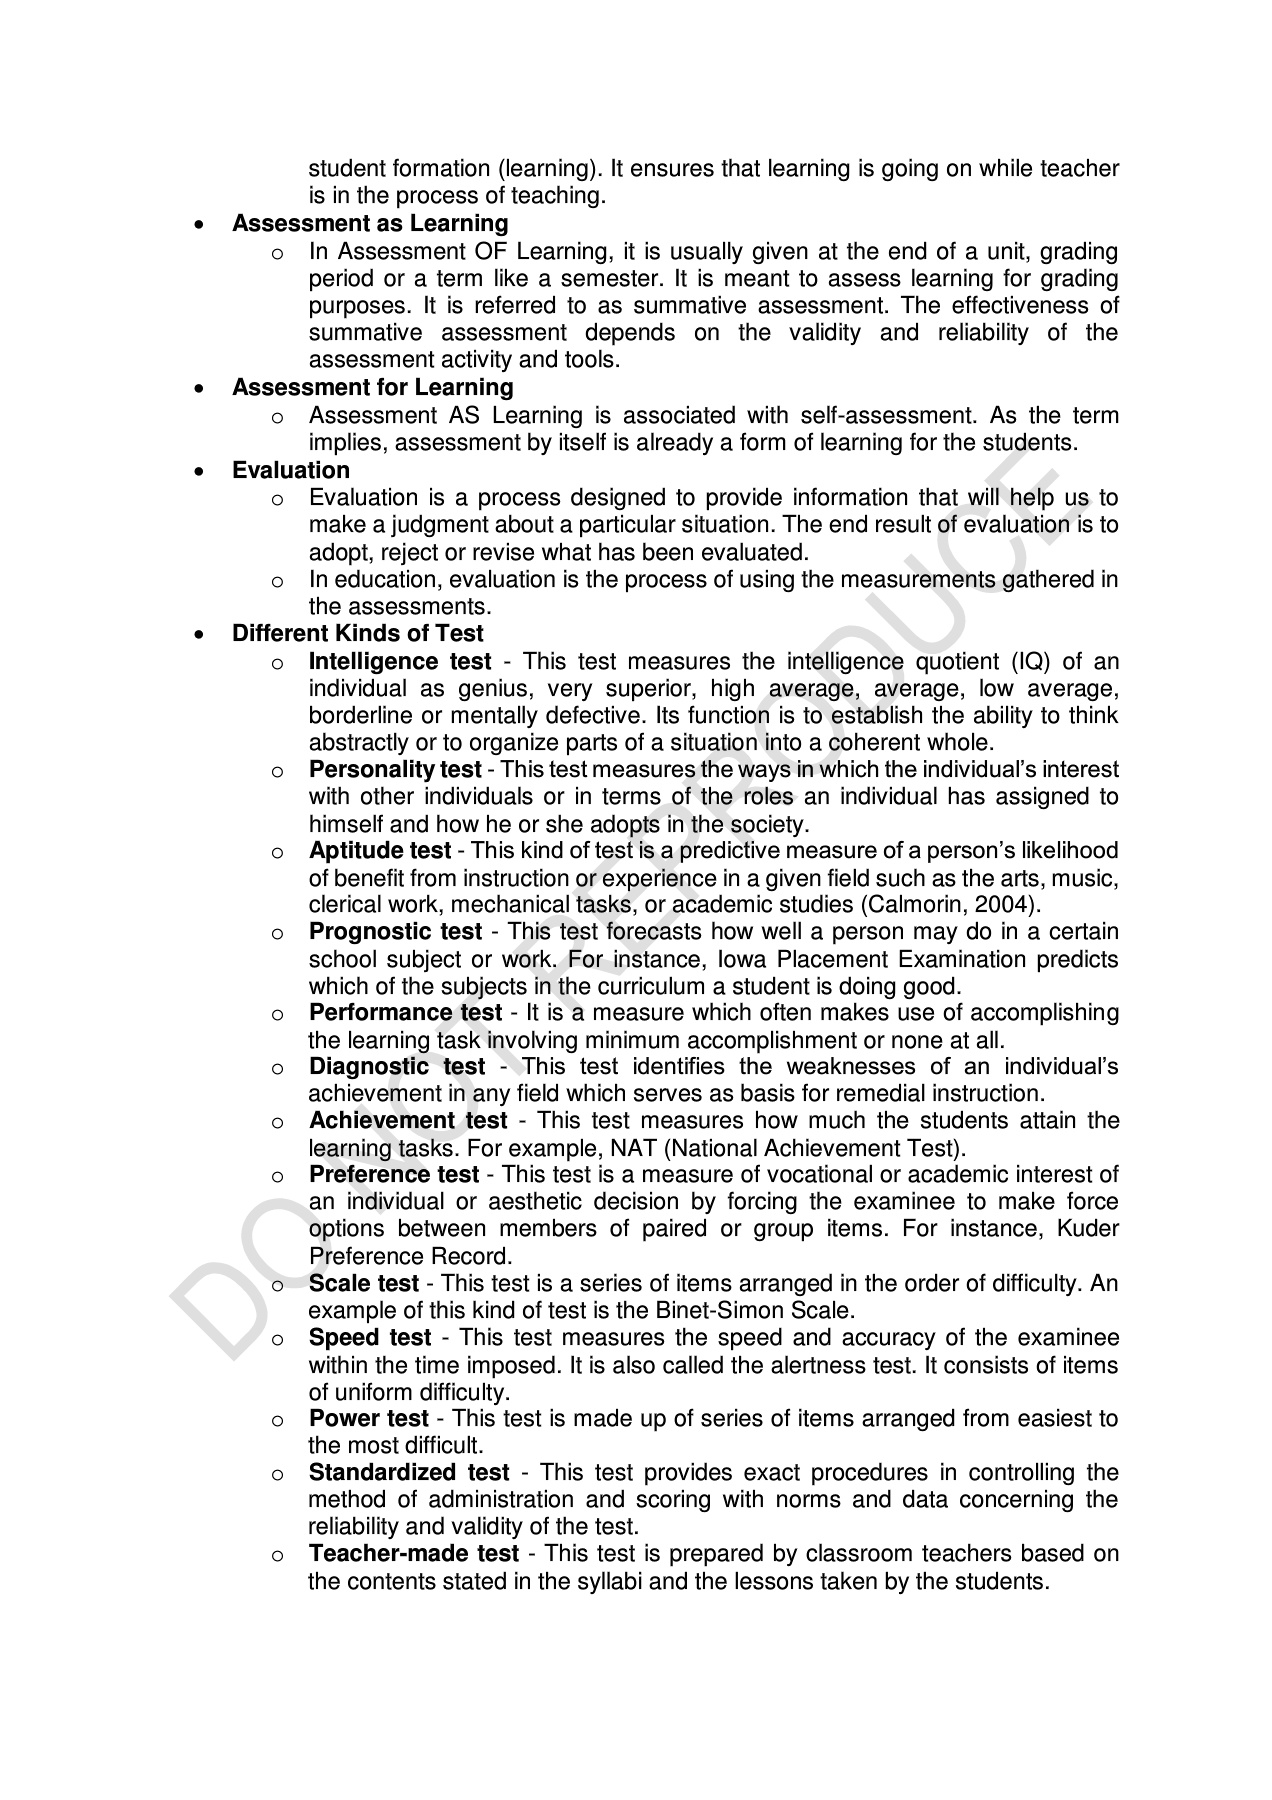 student formation (learning). It ensures that learning is going on while teacher
is in the process of teaching.
• Assessment as Learning
o In Assessment OF Learning, it is usually given at the end of a unit, grading
period or a term like a semester. It is meant to assess learning for grading
purposes. It is referred to as summative assessment. The effectiveness of
summative assessment depends on the validity and reliability of the
assessment activity and tools.
• Assessment for Learning
o Assessment AS Learning is associated with self-assessment. As the term
implies, assessment by itself is already a form of learning for the students.
• Evaluation
o Evaluation is a process designed to provide information that will help us to
make a judgment about a particular situation. The end result of evaluation is to
adopt, reject or revise what has been evaluated.
o In education, evaluation is the process of using the measurements gathered in
the assessments.
• Different Kinds of Test
o Intelligence test - This test measures the intelligence quotient (IQ) of an
individual as genius, very superior, high average, average, low average,
borderline or mentally defective. Its function is to establish the ability to think
abstractly or to organize parts of a situation into a coherent whole.
o Personality test - This test measures the ways in which the individual's interest
with other individuals or in terms of the roles an individual has assigned to
himself and how he or she adopts in the society.
o Aptitude test - This kind of test is a predictive measure of a person's likelihood
of benefit from instruction or experience in a given field such as the arts, music,
clerical work, mechanical tasks, or academic studies (Calmorin, 2004).
o Prognostic test - This test forecasts how well a person may do in a certain
school subject or work. For instance, Iowa Placement Examination predicts
which of the subjects in the curriculum a student is doing good.
o Performance test - It is a measure which often makes use of accomplishing
the learning task involving minimum accomplishment or none at all.
o Diagnostic test - This test identifies the weaknesses of an individual's
achievement in any field which serves as basis for remedial instruction.
o Achievement test - This test measures how much the students attain the
learning tasks. For example, NAT (National Achievement Test).
o Preference test - This test is a measure of vocational or academic interest of
an individual or aesthetic decision by forcing the examinee to make force
options between members of paired or group items. For instance, Kuder
Preference Record.
o Scale test - This test is a series of items arranged in the order of difficulty. An
example of this kind of test is the Binet-Simon Scale.
o Speed test - This test measures the speed and accuracy of the examinee
within the time imposed. It is also called the alertness test. It consists of items
of uniform difficulty.
o Power test - This test is made up of series of items arranged from easiest to
the most difficult.
o Standardized test - This test provides exact procedures in controlling the
method of administration and scoring with norms and data concerning the
reliability and validity of the test.
o Teacher-made test - This test is prepared by classroom teachers based on
the contents stated in the syllabi and the lessons taken by the students.
DO NOT REPRODUCE